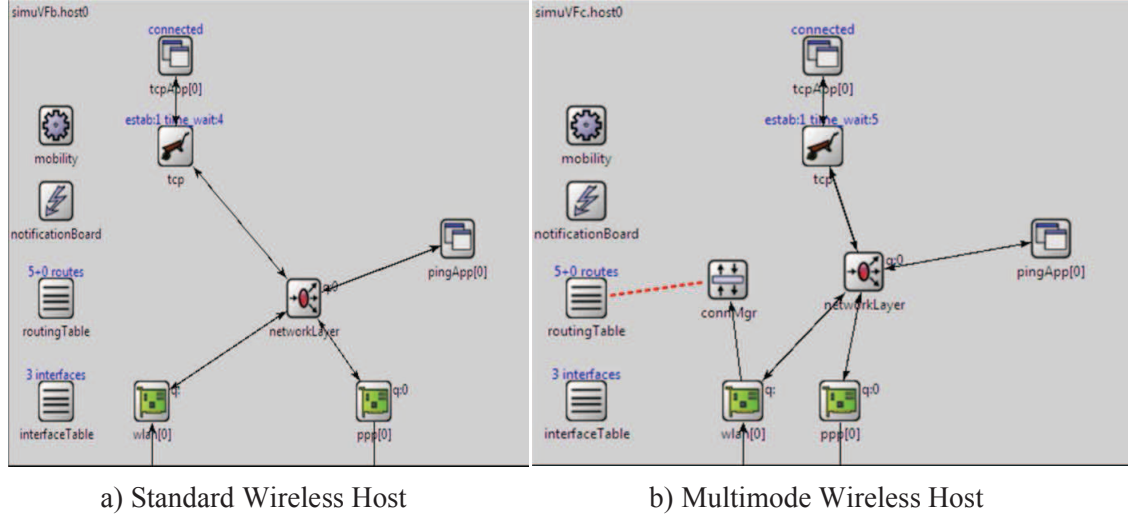 simuVFb.host0
connected
tcpApp[0]
estab:1 time_wait:4
mobility
tcp
notificationBoard
pingApp[0]
5+0 routes
q:0
routingTable
networkLayer
3 interfaces
q:
q:0
interfaceTable
wlan[0]
ppp[0]
a) Standard Wireless Host
simuVFc.host0
connected
tcpApp[0]
estab:1 time_wait:5
mobility
tcp
notificationBoard
q:0
5+0 routes
pingApp[0]
connMgr
networkLayer
routingTable
3 interfaces
q:
q:0
interfaceTable
wlan[0]
ppp[0]
b) Multimode Wireless Host